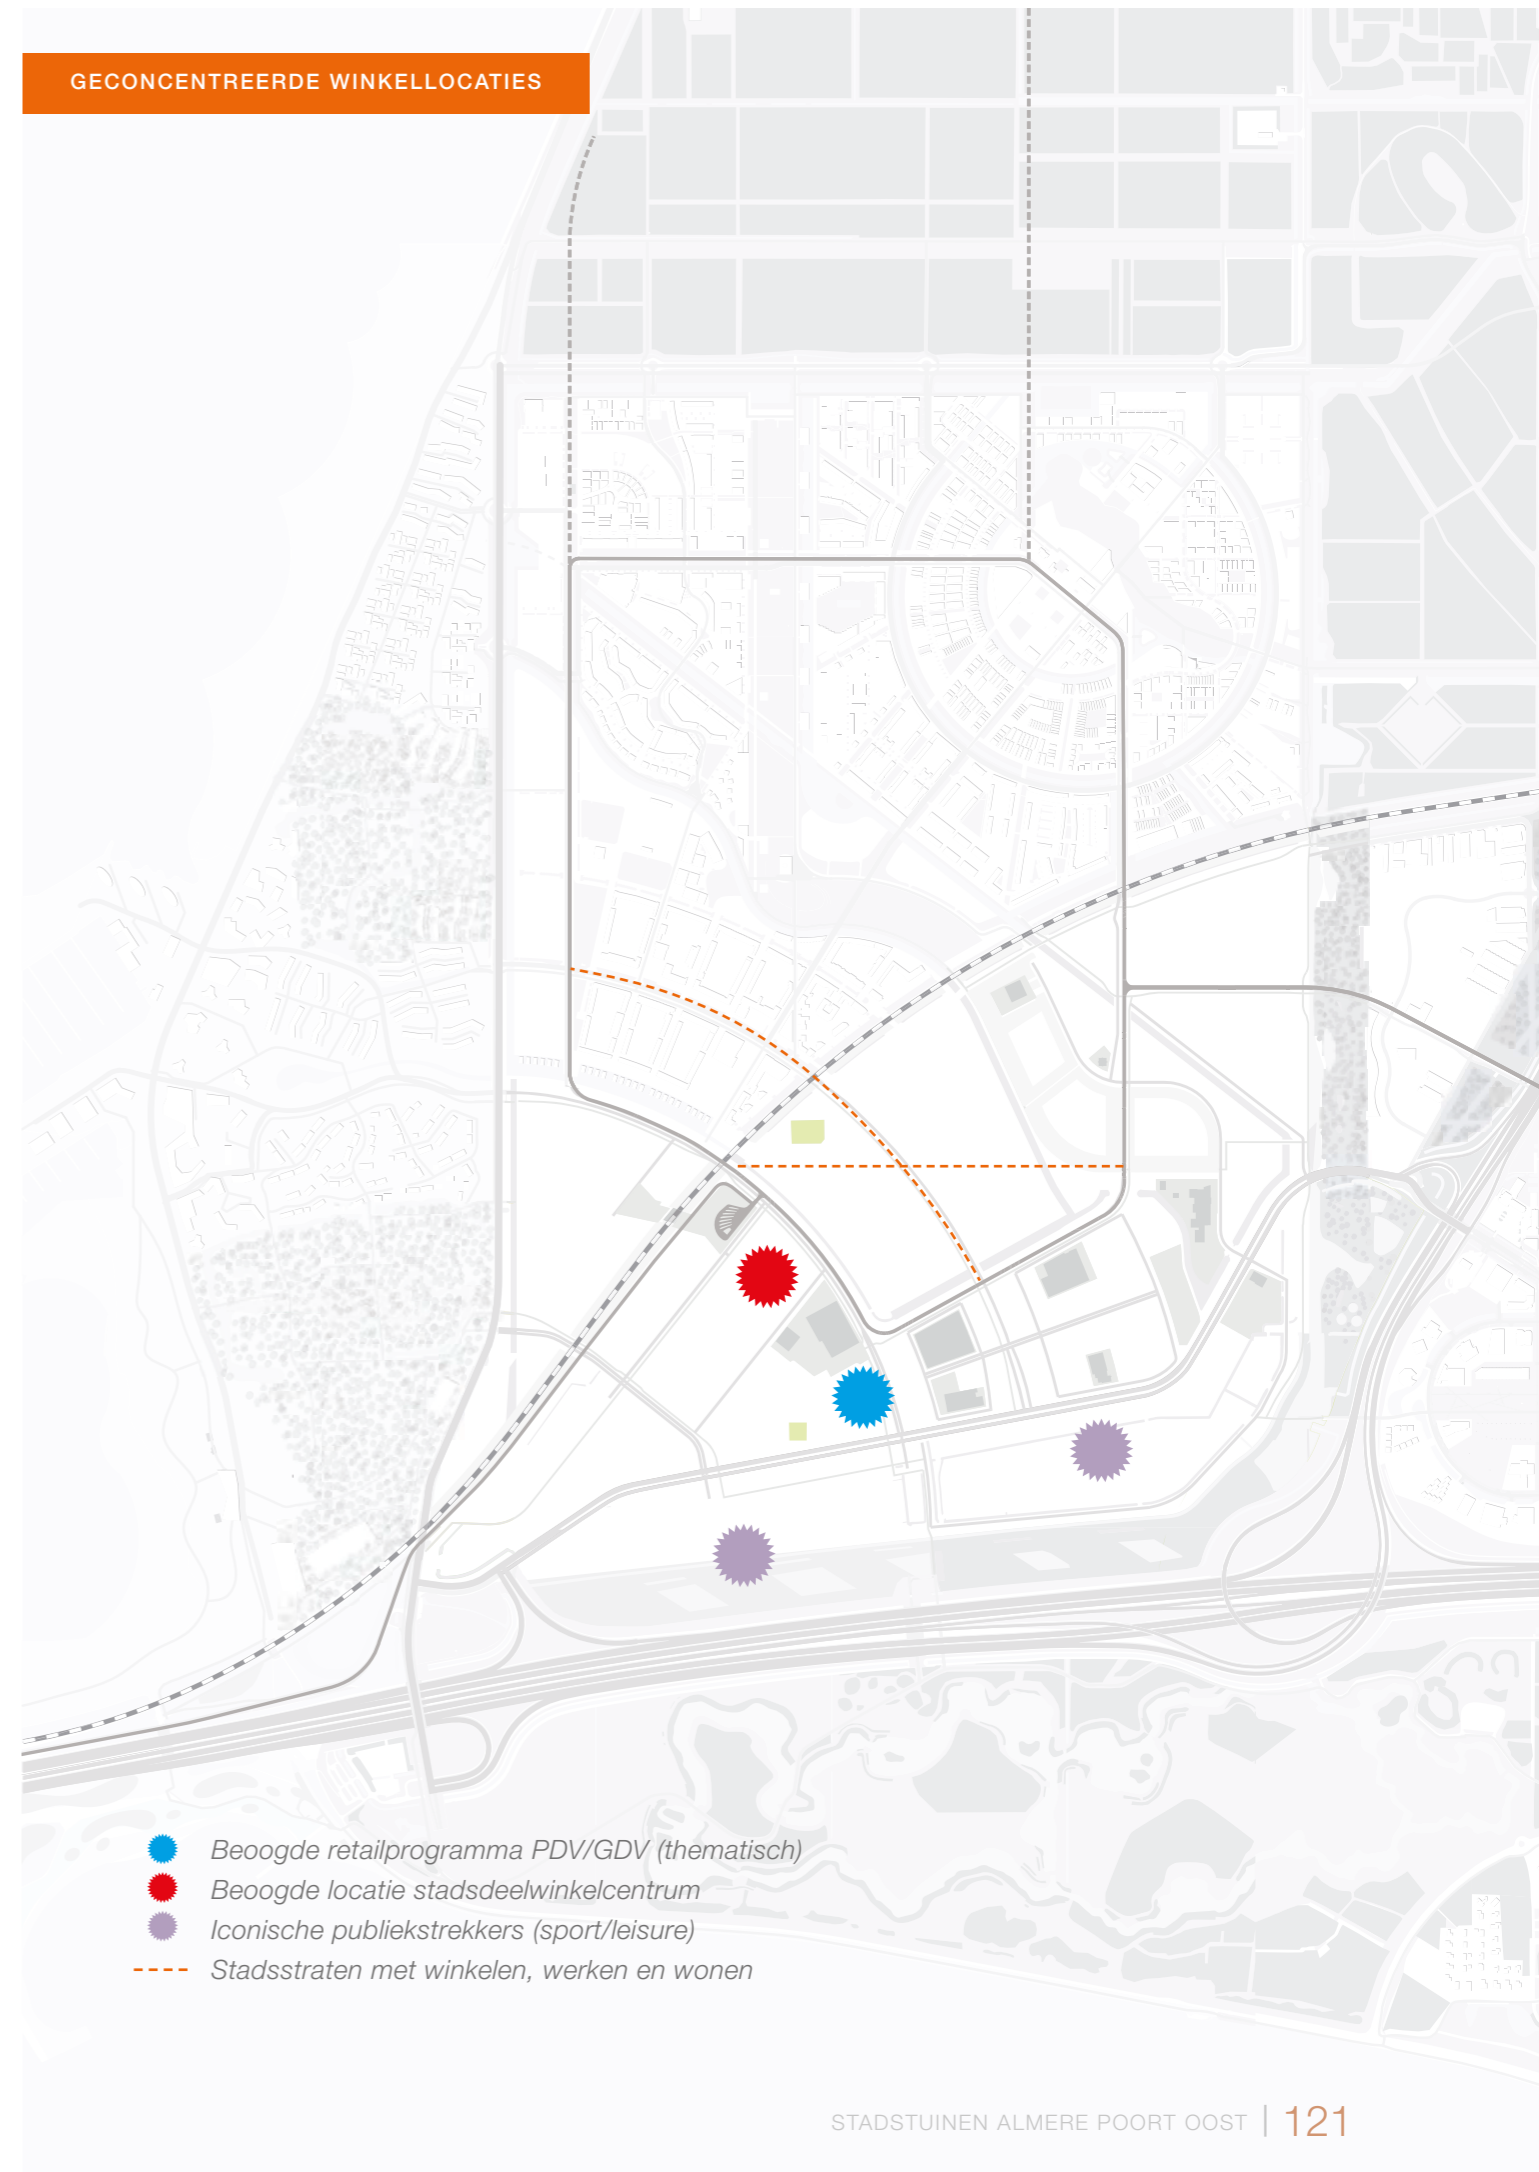 GECONCENTREERDE WINKELLOCATIES
Beoogde retailprogramma PDV/GDV (thematisch)
Beoogde locatie stadsdeelwinkelcentrum
Iconische publiekstrekkers (sport/leisure)
Stadsstraten met winkelen, werken en wonen
STADSTUINEN ALMERE POORT OOST | 121